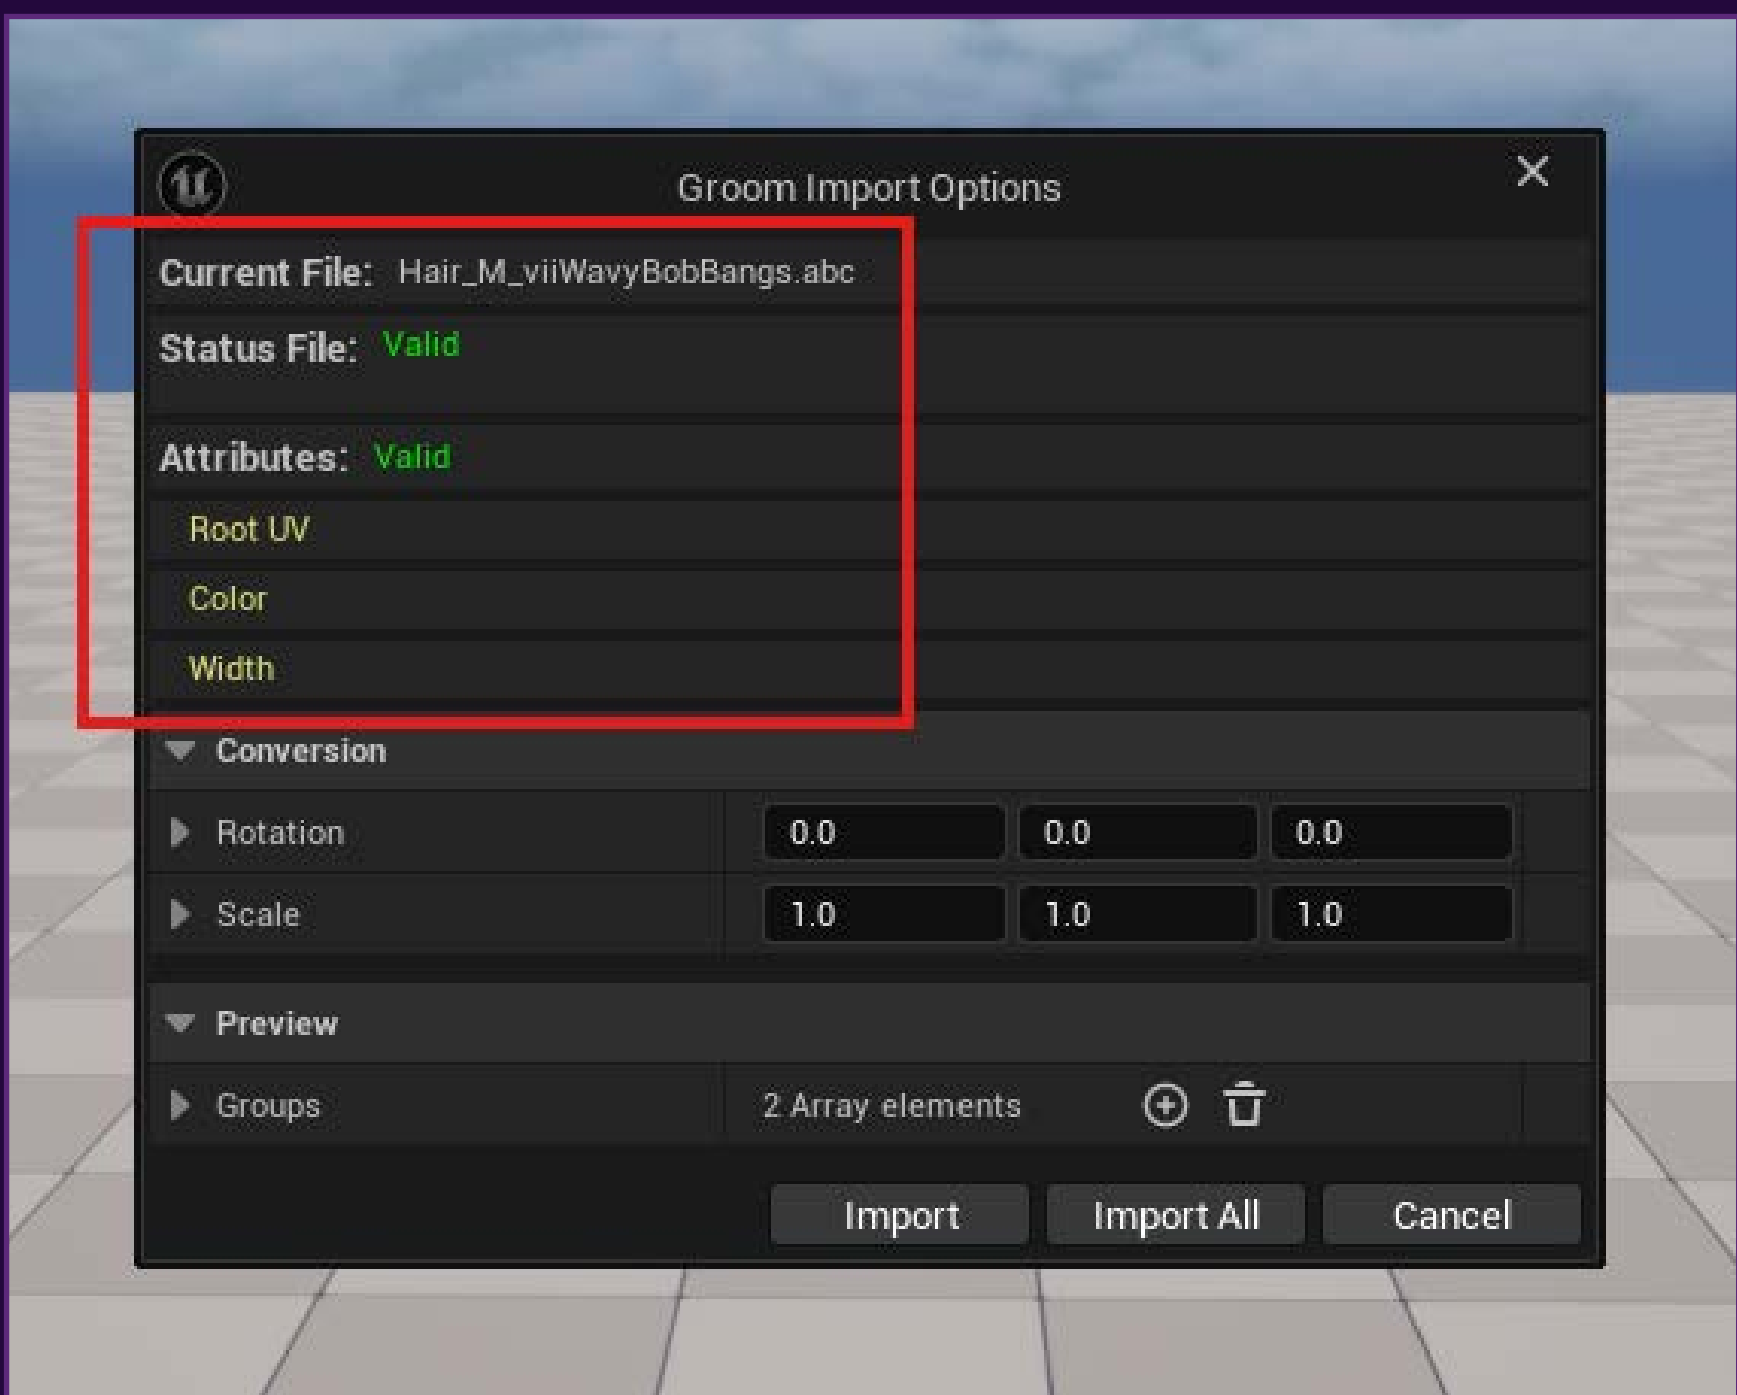 Groom Import Options
Current File: Hair_M_viiWavyBobBangs.abc
Status File: Valid
Attributes: Valid
Root UV
Color
Width
Conversion
Rotation 0.0 0.0 0.0
Scale 1.0 1.0 1.0
Preview
Groups 2 Array elements
Import Import All Cancel